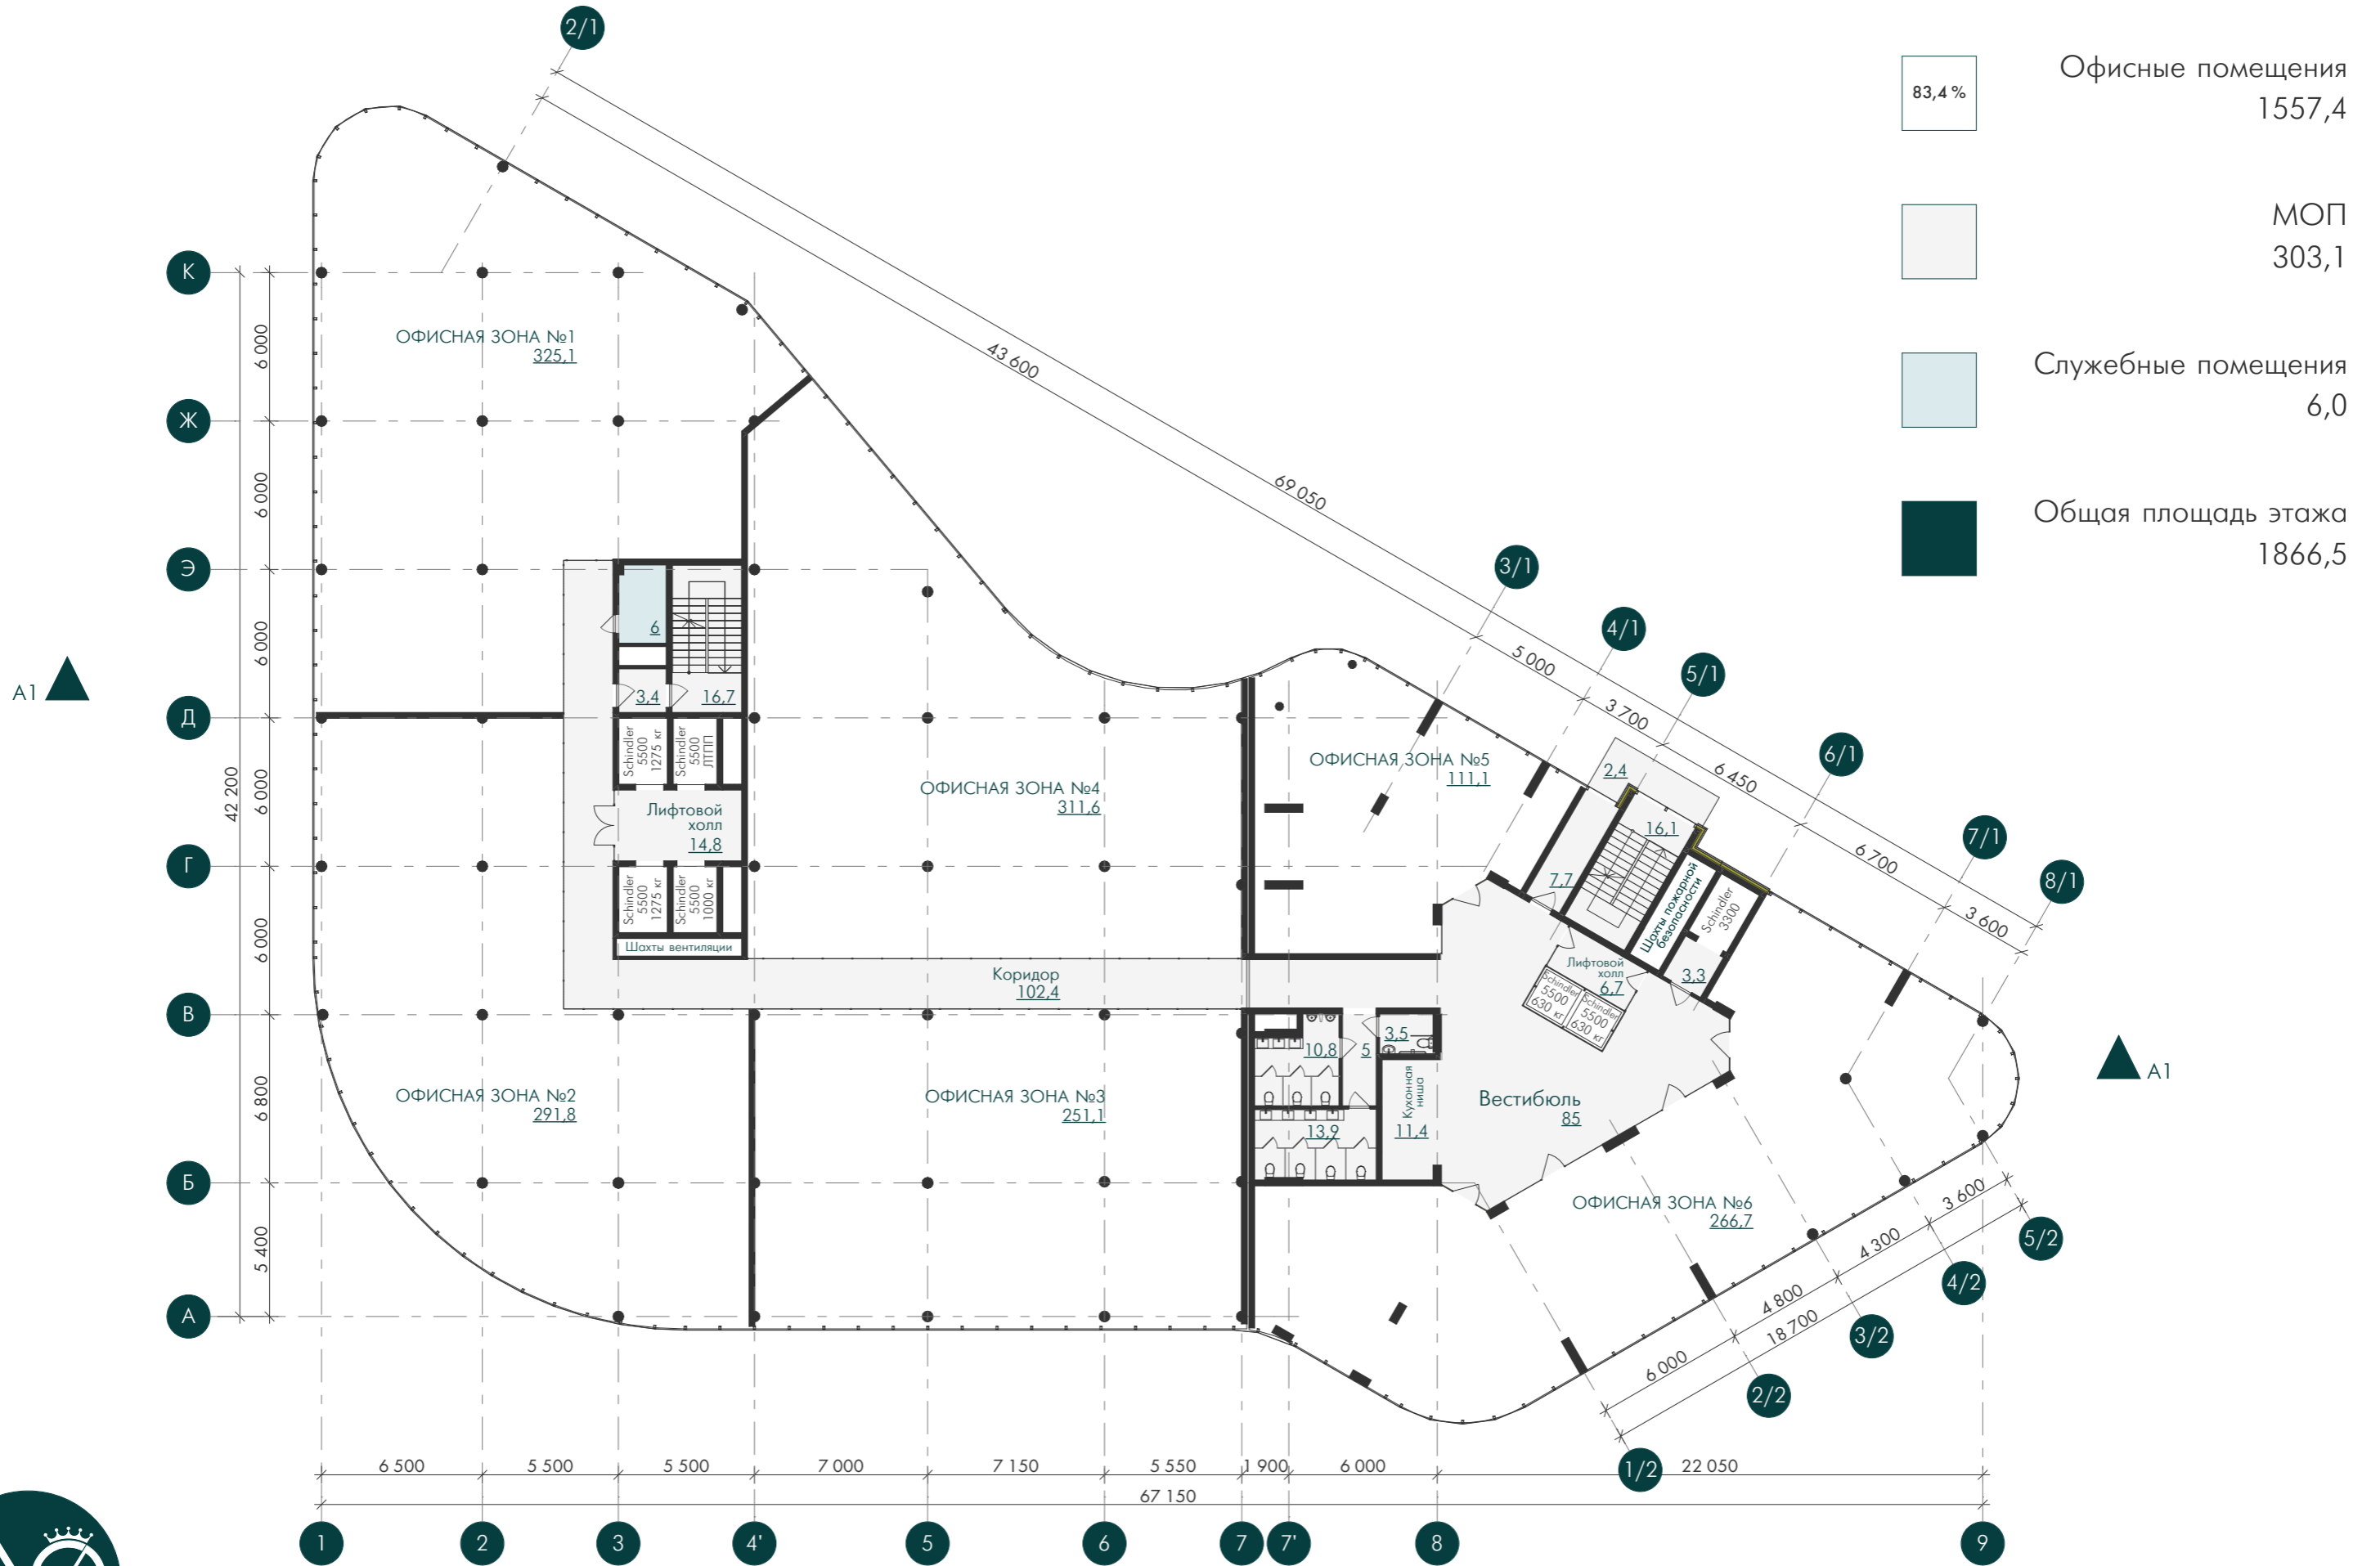 2/1
83,4 %
Офисные помещения
1557,4
МОП
303,1
Служебные помещения
6,0
Общая площадь этажа
1866,5
К
Ж
Э
Д
Г
В
Б
А
6 000
6 000
6 000
6 000
6 000
6 800
5 400
42 200
А1
А1
43 600
69 050
5 000
3 700
6 450
6 700
3 600
3/1
4/1
5/1
6/1
7/1
8/1
ОФИСНАЯ ЗОНА №1
325,1
6
3,4
16,7
Schindler
5500
1275 кг
Schindler
5500
ЛТПП
Лифтовой
холл
14,8
Schindler
5500
1275 кг
Schindler
5500
1000 кг
Шахты вентиляции
ОФИСНАЯ ЗОНА №4
311,6
Коридор
102,4
ОФИСНАЯ ЗОНА №2
291,8
ОФИСНАЯ ЗОНА №3
251,1
ОФИСНАЯ ЗОНА №5
111,1
2,4
16,1
7,7
Шахты пожарной
безопасности
Schindler
3300
3,3
Лифтовой
холл
6,7
Schindler
5500
630 кг
Schindler
5500
630 кг
10,8
5
3,5
13,9
Кухонная
ниша
11,4
Вестибюль
85
ОФИСНАЯ ЗОНА №6
266,7
3 600
4 300
4 800
6 000
18 700
5/2
4/2
3/2
2/2
1/2
6 500
5 500
5 500
7 000
7 150
5 550
1 900
6 000
22 050
67 150
1
2
3
4'
5
6
7
7'
8
9